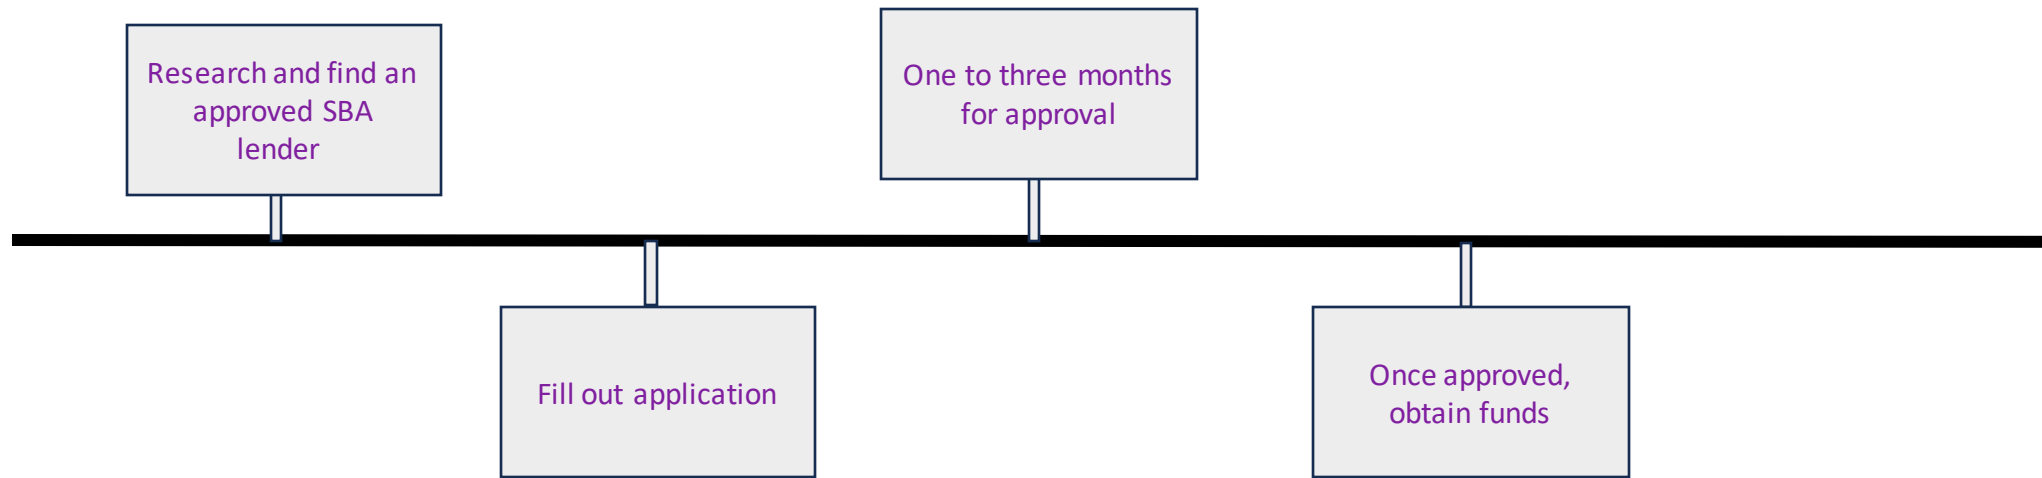 Research and find an
approved SBA
lender
Fill out application
One to three months
for approval
Once approved,
obtain funds